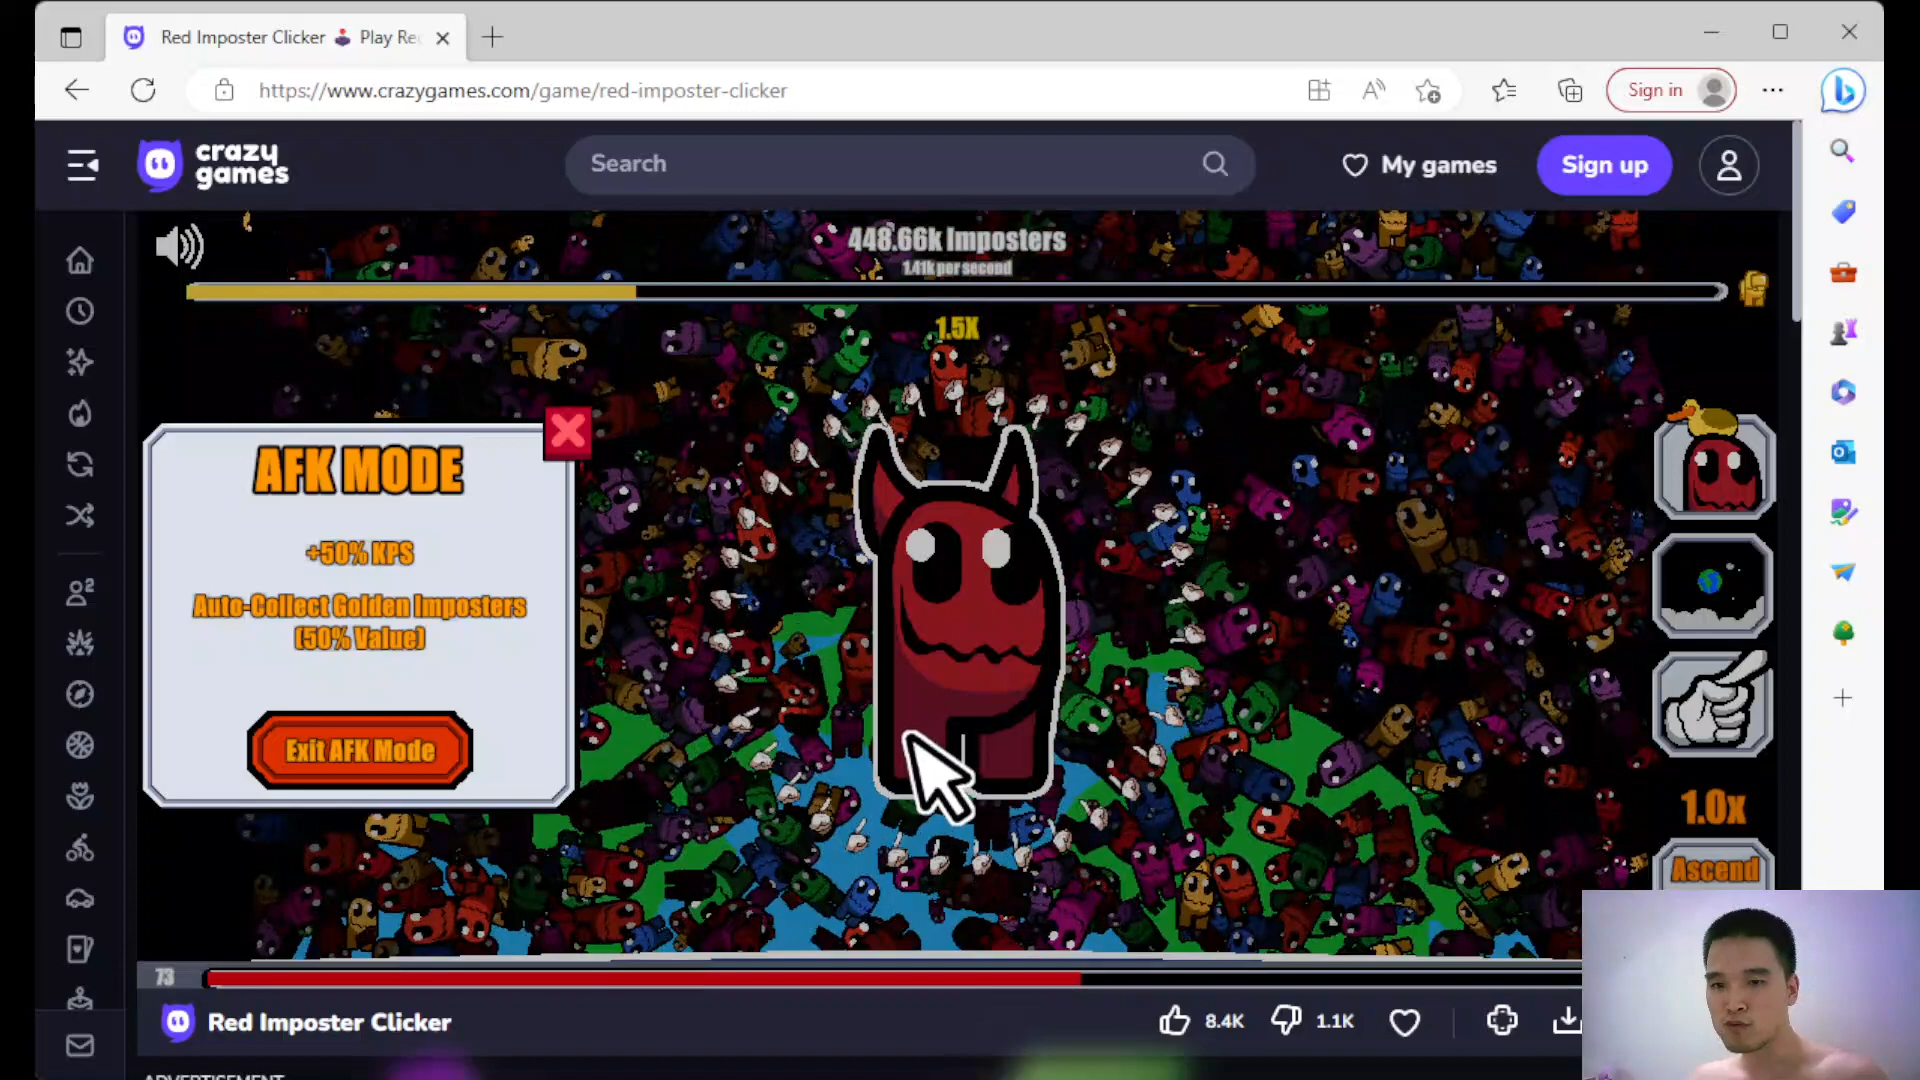 Red Imposter Clicker 🕹️ Play Re
https://www.crazygames.com/game/red-imposter-clicker
Sign in
crazy
games
Search
My games
Sign up
448.66k Imposters
1.41k per second
1.5X
AFK MODE
+50% KPS
Auto-Collect Golden Imposters
(50% Value)
Exit AFK Mode
1.0x
Ascend
73
Red Imposter Clicker
8.4K
1.1K
ADVERTISEMENT